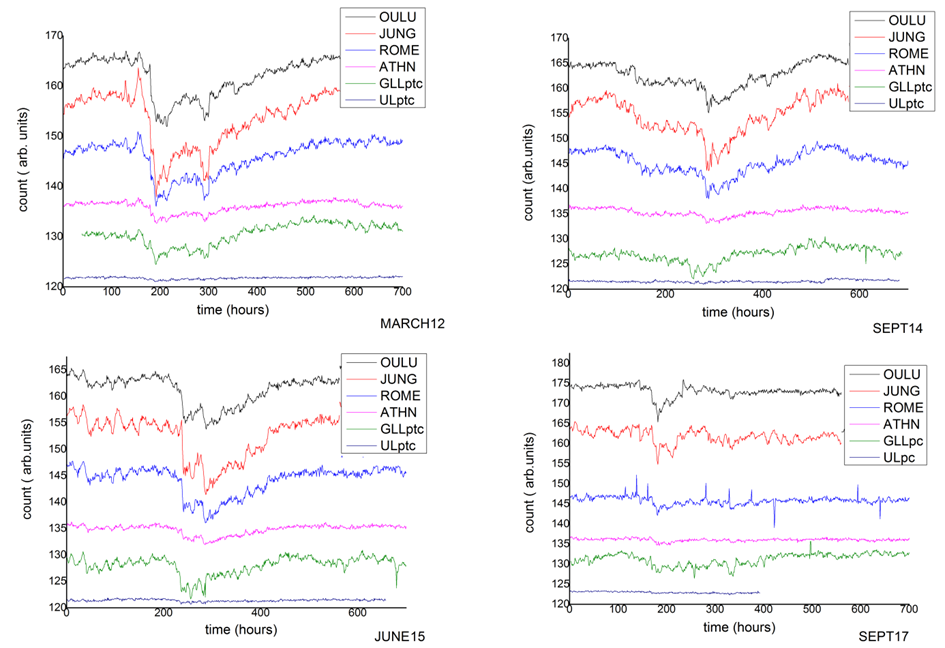 OULU
JUNG
ROME
ATHN
GLLptc
ULptc
170
160
150
140
130
120
count ( arb. units)
0 100 200 300 400 500 600 700
time (hours)
MARCH12
OULU
JUNG
ROME
ATHN
GLLptc
ULptc
170
165
160
155
150
145
140
135
130
125
120
count (arb.units)
0 200 400 600
time (hours)
SEPT14
OULU
JUNG
ROME
ATHN
GLLptc
ULptc
165
160
155
150
145
140
135
130
125
120
count ( arb.units)
0 200 400 600
time (hours)
JUNE15
OULU
JUNG
ROME
ATHN
GLLpc
ULpc
180
175
170
165
160
155
150
145
140
135
130
125
120
count ( arb.units)
0 100 200 300 400 500 600 700
time (hours)
SEPT17